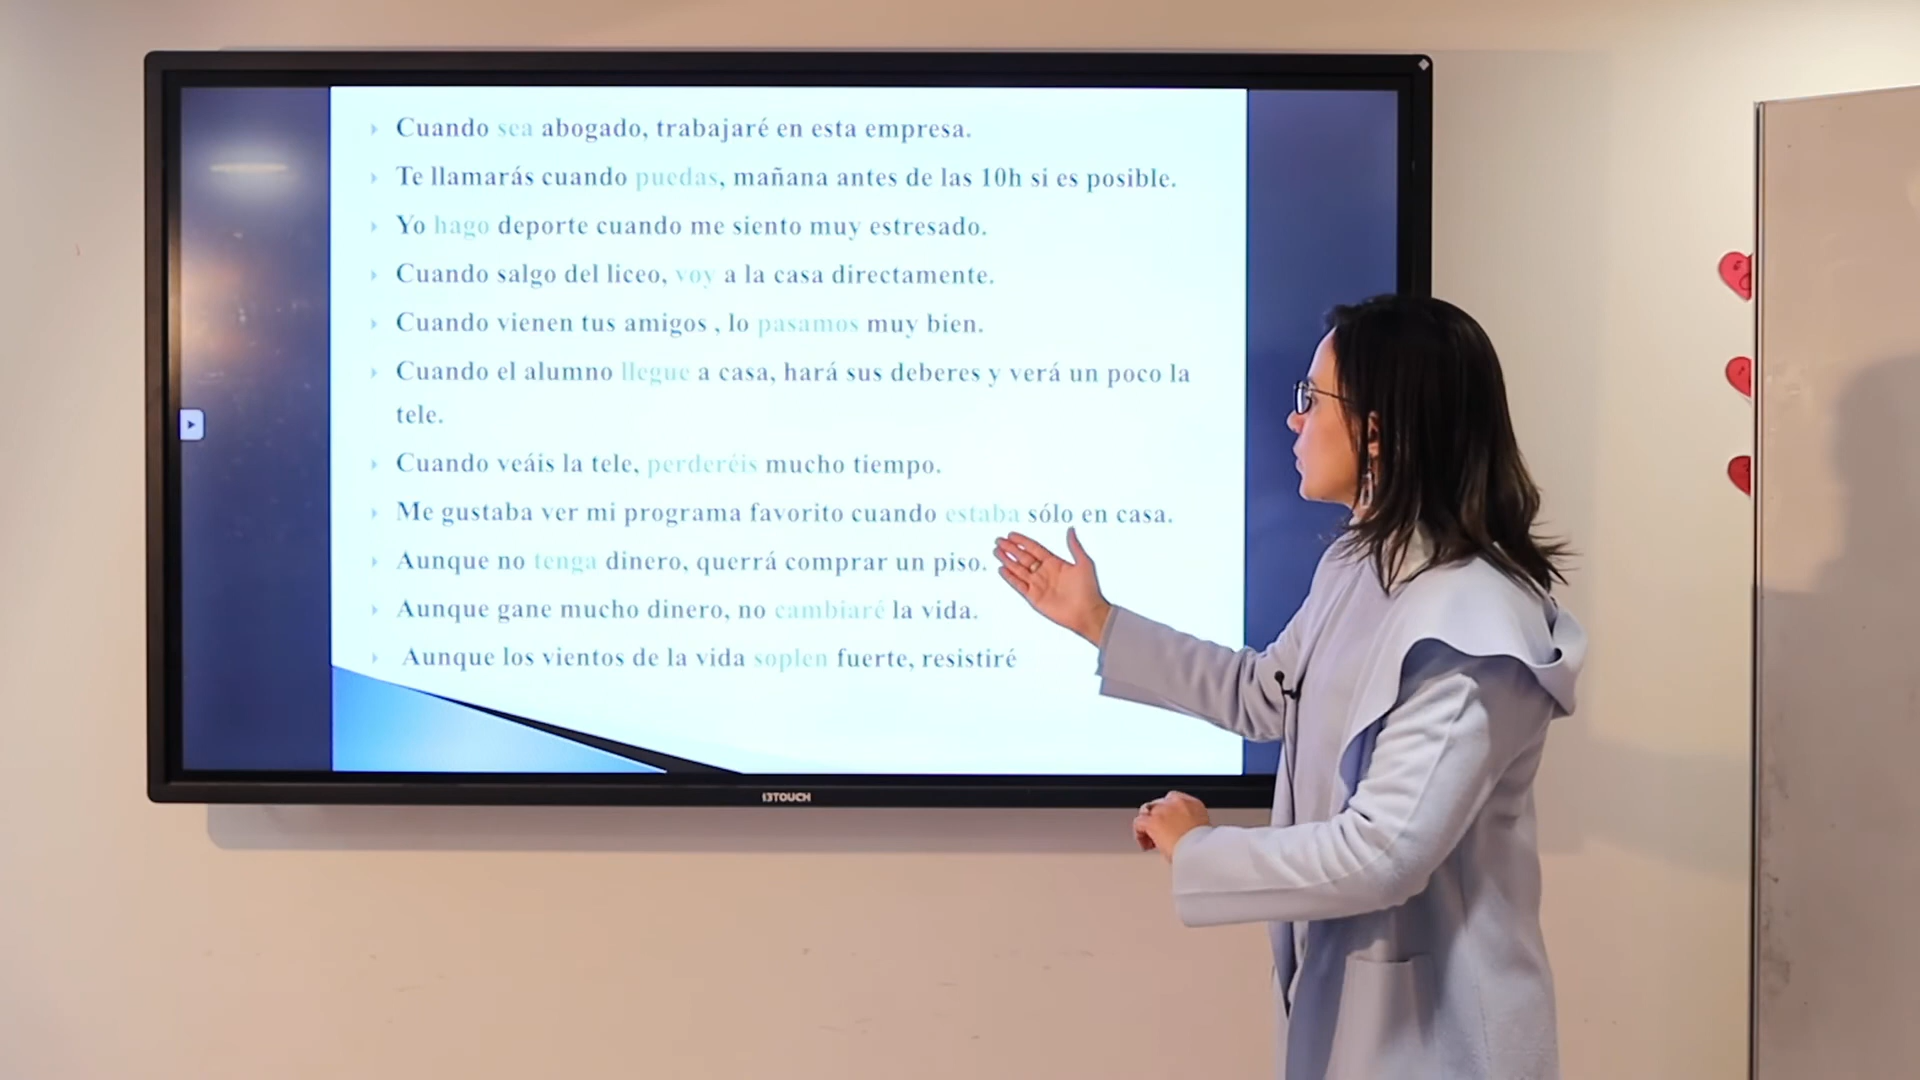 Cuando sea abogado, trabajaré en esta empresa.
Te llamarás cuando puedas, mañana antes de las 10h si es posible.
Yo hago deporte cuando me siento muy estresado.
Cuando salgo del liceo, voy a la casa directamente.
Cuando vienen tus amigos , lo pasamos muy bien.
Cuando el alumno llegue a casa, hará sus deberes y verá un poco la
tele.
Cuando veáis la tele, perderéis mucho tiempo.
Me gustaba ver mi programa favorito cuando estaba sólo en casa.
Aunque no tenga dinero, querrá comprar un piso.
Aunque gane mucho dinero, no cambiaré la vida.
Aunque los vientos de la vida soplen fuerte, resistiré
i3TOUCH